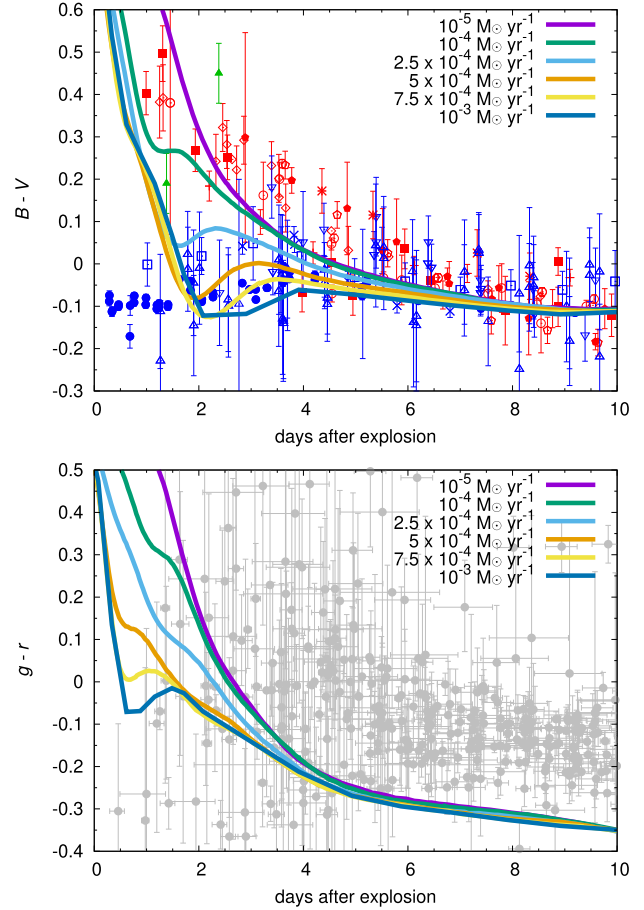 0.6
0.5
0.4
0.3
0.2
0.1
0
-0.1
-0.2
-0.3
B - V
10⁻⁵ M☉ yr⁻¹
10⁻⁴ M☉ yr⁻¹
2.5 x 10⁻⁴ M☉ yr⁻¹
5 x 10⁻⁴ M☉ yr⁻¹
7.5 x 10⁻⁴ M☉ yr⁻¹
10⁻³ M☉ yr⁻¹
0 2 4 6 8 10
days after explosion
0.5
0.4
0.3
0.2
0.1
0
-0.1
-0.2
-0.3
-0.4
g - r
10⁻⁵ M☉ yr⁻¹
10⁻⁴ M☉ yr⁻¹
2.5 x 10⁻⁴ M☉ yr⁻¹
5 x 10⁻⁴ M☉ yr⁻¹
7.5 x 10⁻⁴ M☉ yr⁻¹
10⁻³ M☉ yr⁻¹
0 2 4 6 8 10
days after explosion